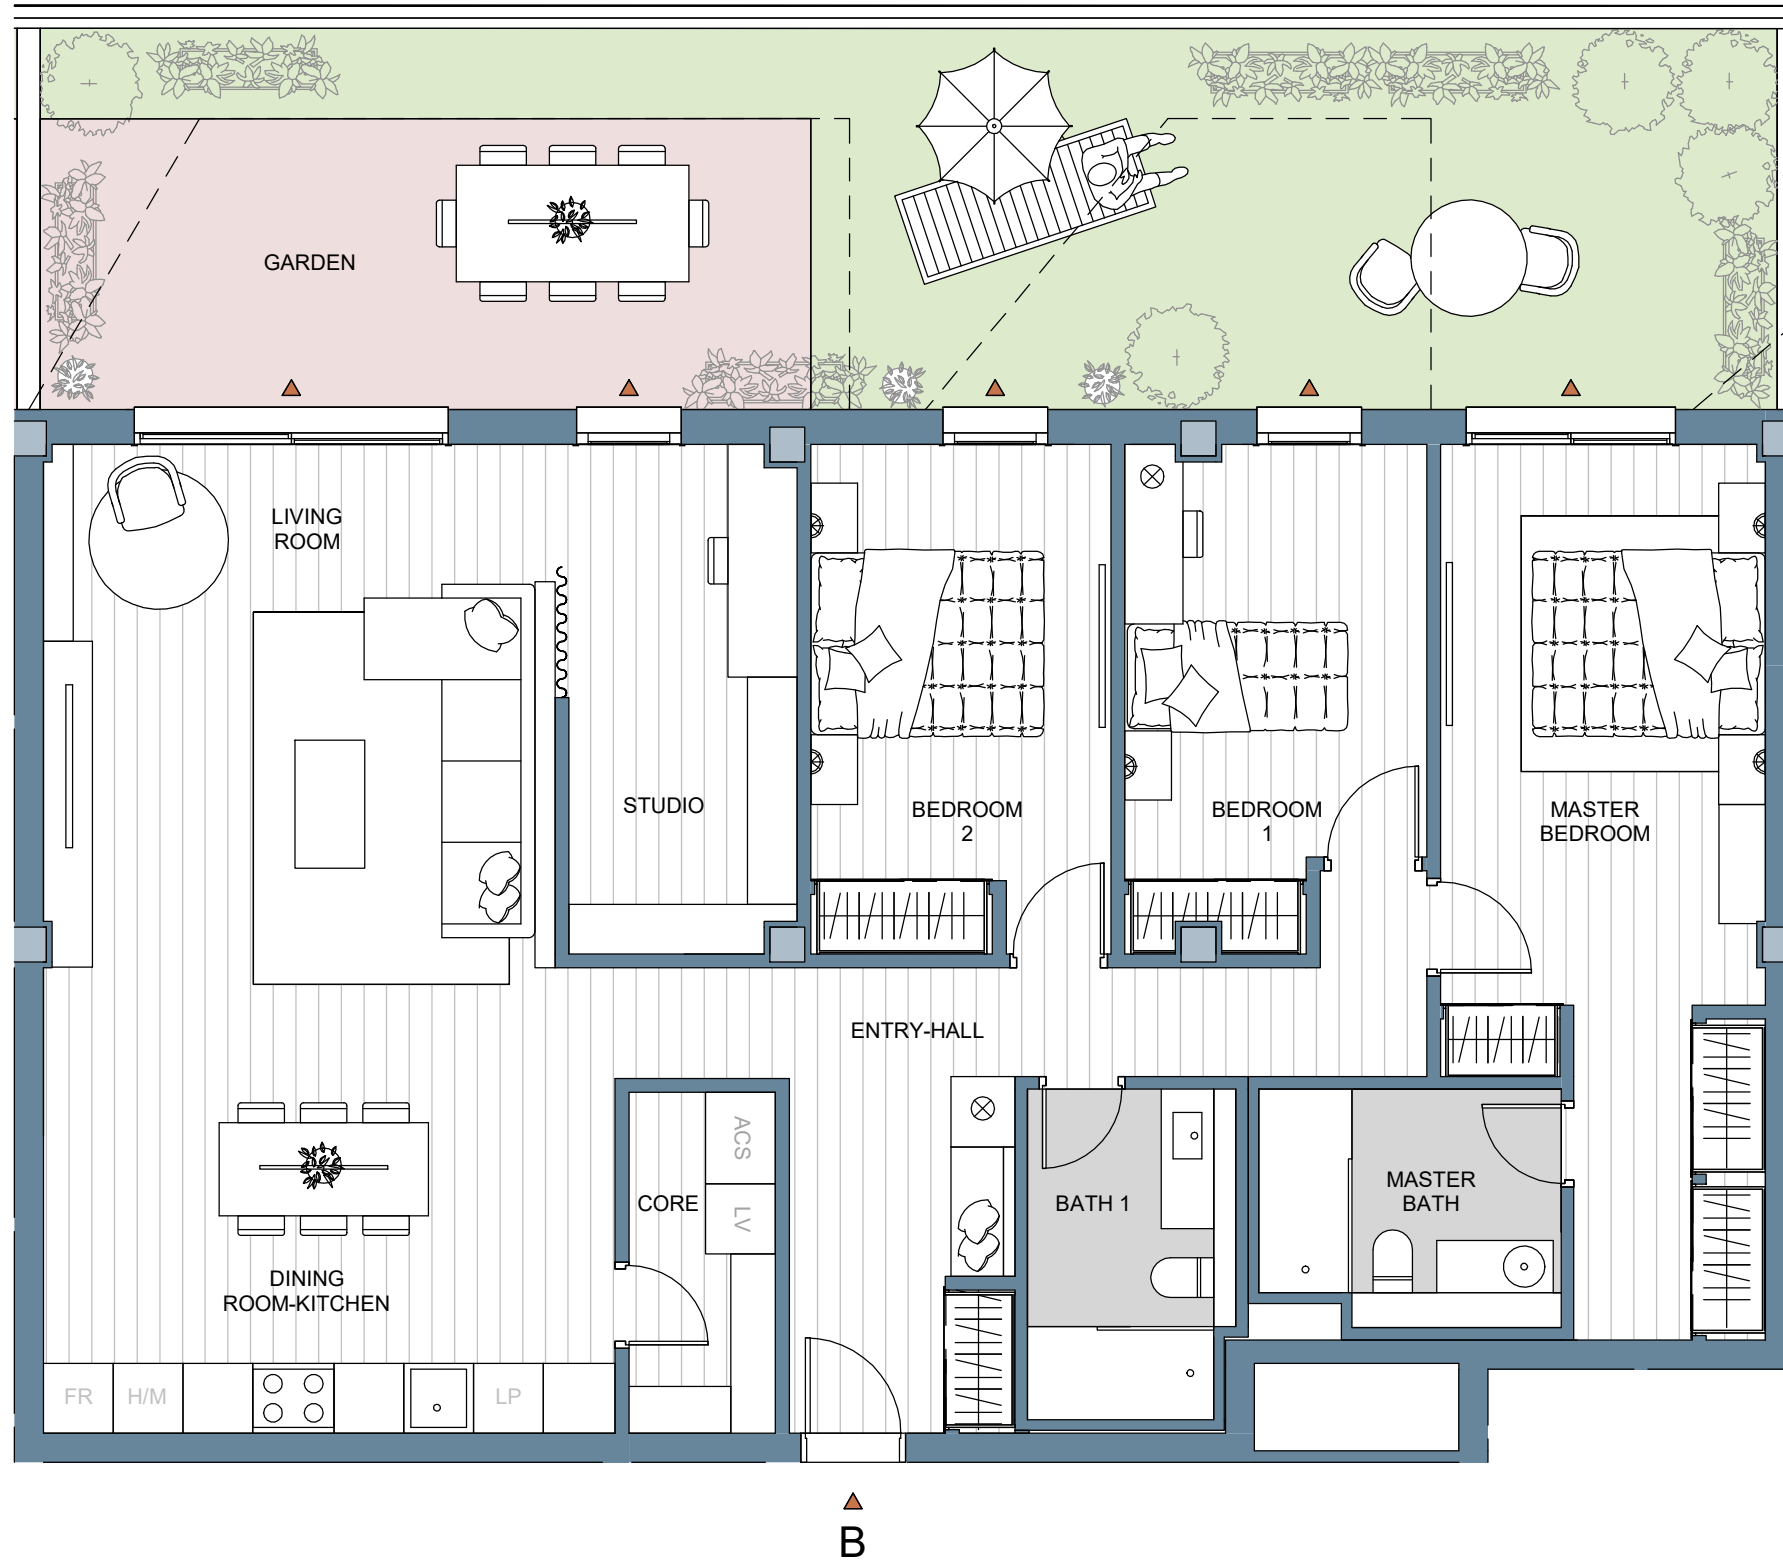 GARDEN
LIVING
ROOM
STUDIO
BEDROOM
2
BEDROOM
1
MASTER
BEDROOM
ENTRY-HALL
ACS
CORE
LV
BATH 1
MASTER
BATH
DINING
ROOM-KITCHEN
FR
H/M
LP
B